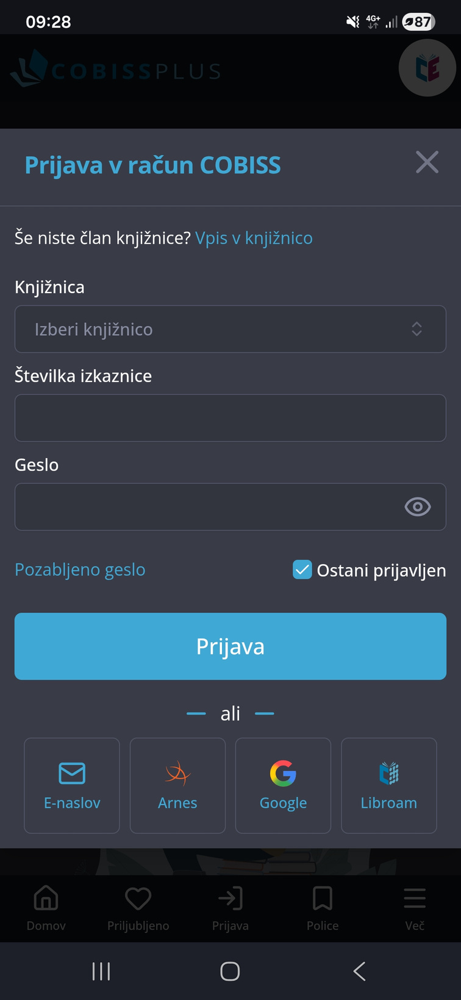 09:28
4G+
87
COBISSPLUS
Prijava v račun COBISS
Še niste član knjižnice? Vpis v knjižnico
Knjižnica
Izberi knjižnico
Številka izkaznice
Geslo
Pozabljeno geslo
Ostani prijavljen
Prijava
ali
E-naslov
Arnes
Google
Libroam
Domov
Priljubljeno
Prijava
Police
Več